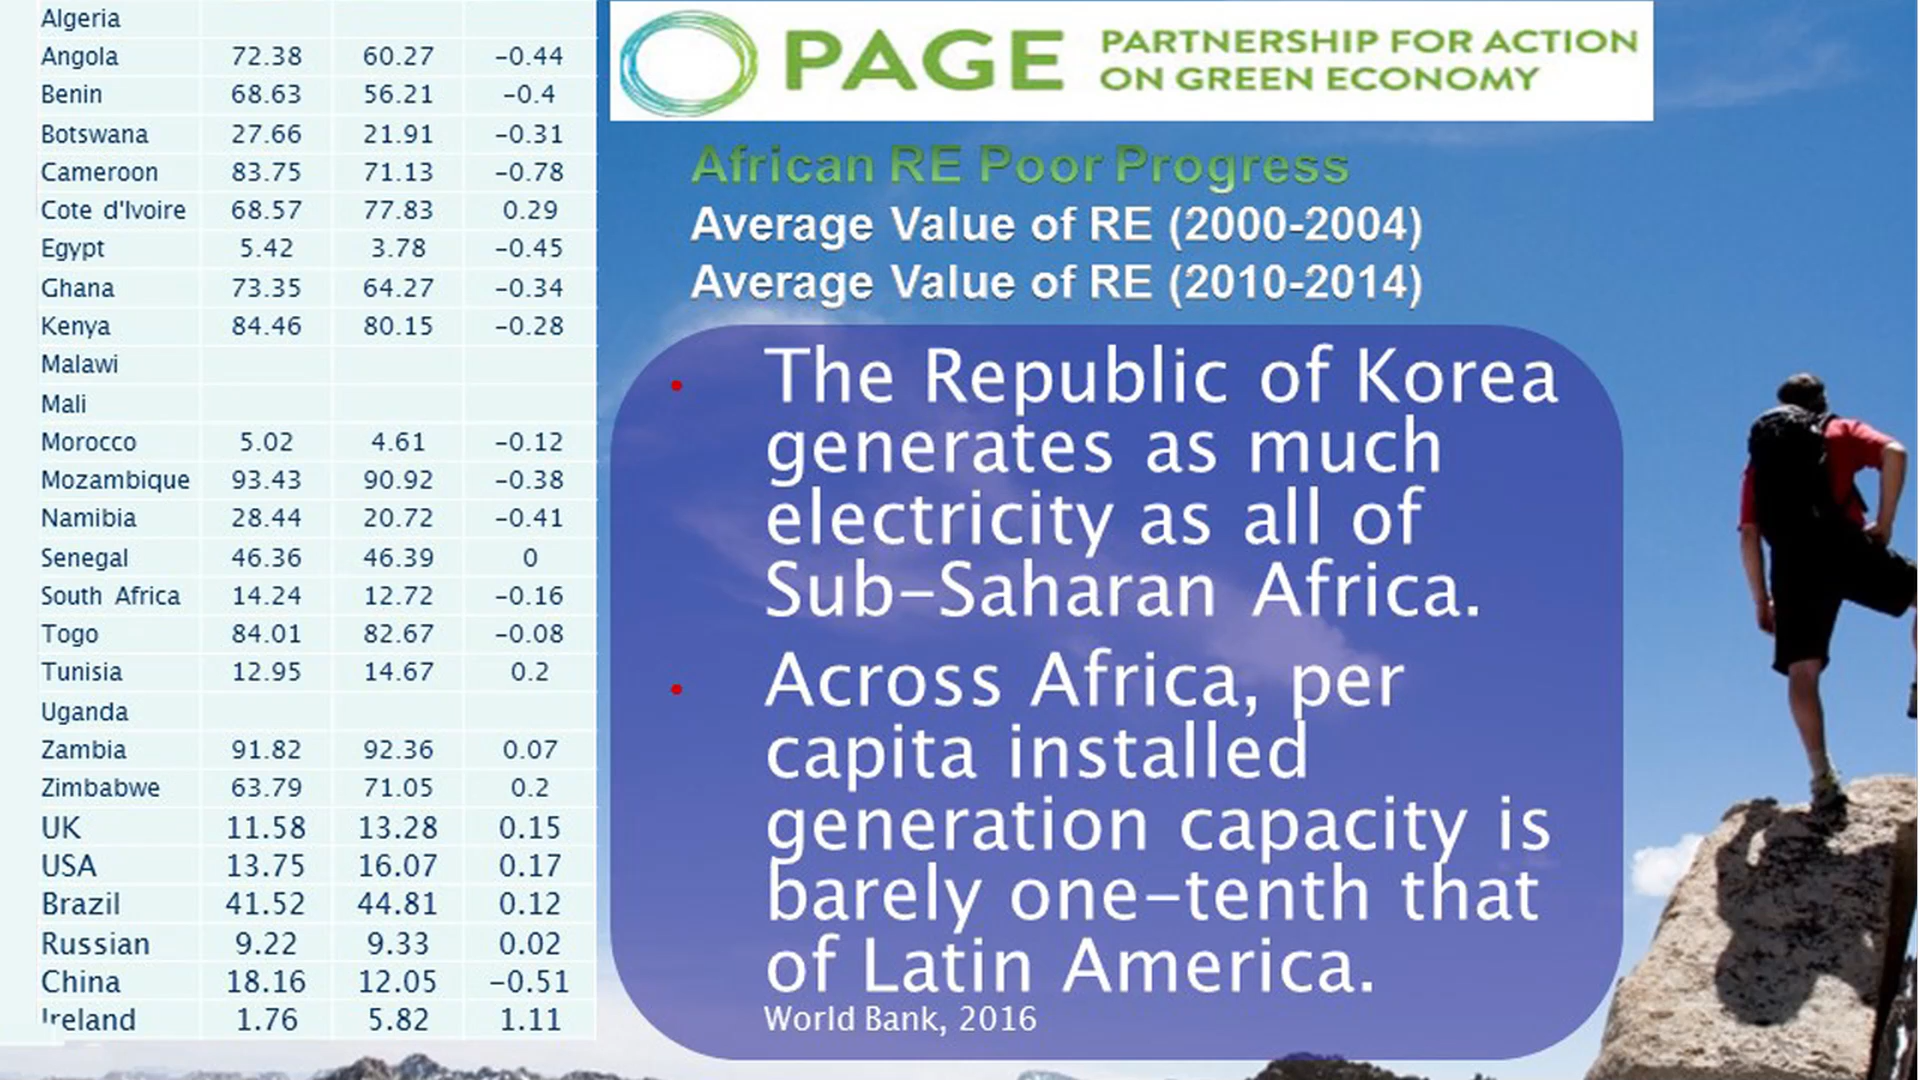 Algeria
Angola 72.38 60.27 -0.44
Benin 68.63 56.21 -0.4
Botswana 27.66 21.91 -0.31
Cameroon 83.75 71.13 -0.78
Cote d'Ivoire 68.57 77.83 0.29
Egypt 5.42 3.78 -0.45
Ghana 73.35 64.27 -0.34
Kenya 84.46 80.15 -0.28
Malawi
Mali
Morocco 5.02 4.61 -0.12
Mozambique 93.43 90.92 -0.38
Namibia 28.44 20.72 -0.41
Senegal 46.36 46.39 0
South Africa 14.24 12.72 -0.16
Togo 84.01 82.67 -0.08
Tunisia 12.95 14.67 0.2
Uganda
Zambia 91.82 92.36 0.07
Zimbabwe 63.79 71.05 0.2
UK 11.58 13.28 0.15
USA 13.75 16.07 0.17
Brazil 41.52 44.81 0.12
Russian 9.22 9.33 0.02
China 18.16 12.05 -0.51
Ireland 1.76 5.82 1.11
PAGE
PARTNERSHIP FOR ACTION
ON GREEN ECONOMY
African RE Poor Progress
Average Value of RE (2000-2004)
Average Value of RE (2010-2014)
• The Republic of Korea
generates as much
electricity as all of
Sub-Saharan Africa.
• Across Africa, per
capita installed
generation capacity is
barely one-tenth that
of Latin America.
World Bank, 2016